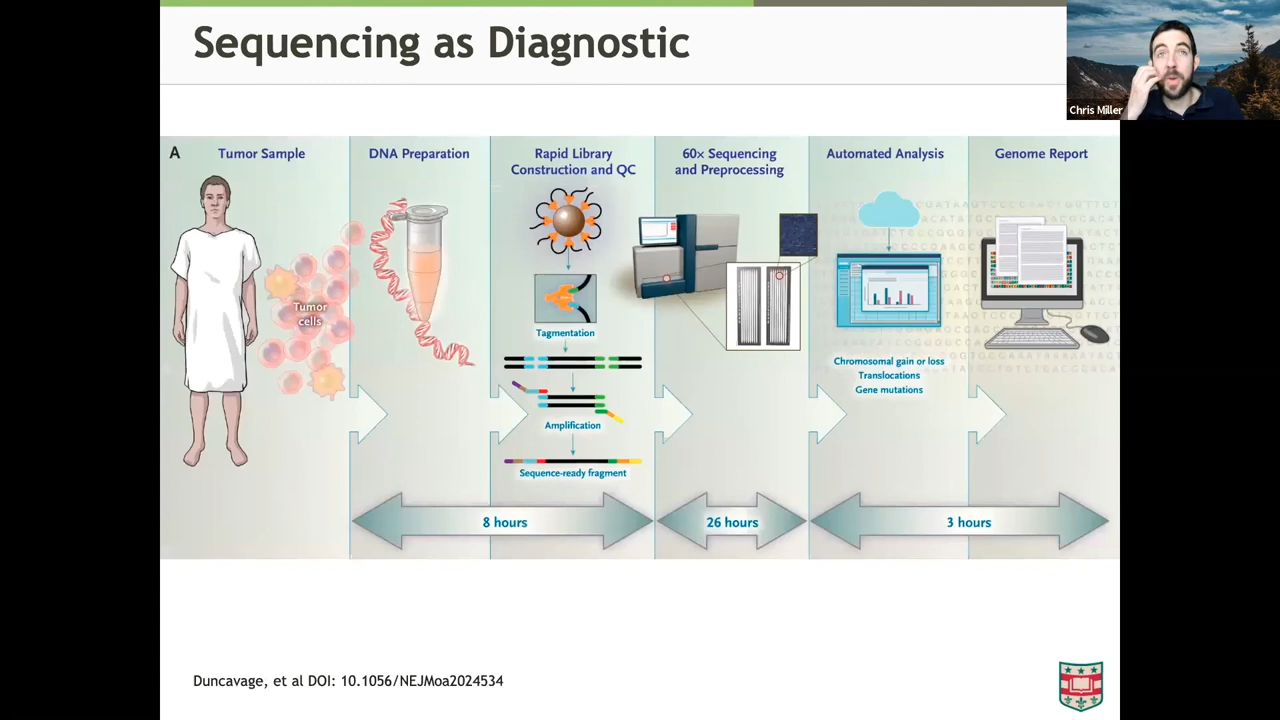 Sequencing as Diagnostic
Chris Miller
A
Tumor Sample
DNA Preparation
Rapid Library
Construction and QC
60× Sequencing
and Preprocessing
Automated Analysis
Genome Report
Tumor
cells
Tagmentation
Amplification
Sequence-ready fragment
Chromosomal gain or loss
Translocations
Gene mutations
8 hours
26 hours
3 hours
Duncavage, et al DOI: 10.1056/NEJMoa2024534